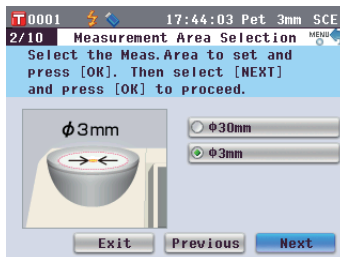 T0001 17:44:03 Pet 3mm SCE
2/10 Measurement Area Selection MENU
Select the Meas.Area to set and
press [OK]. Then select [NEXT]
and press [OK] to proceed.
φ3mm
φ30mm
φ3mm
Exit Previous Next